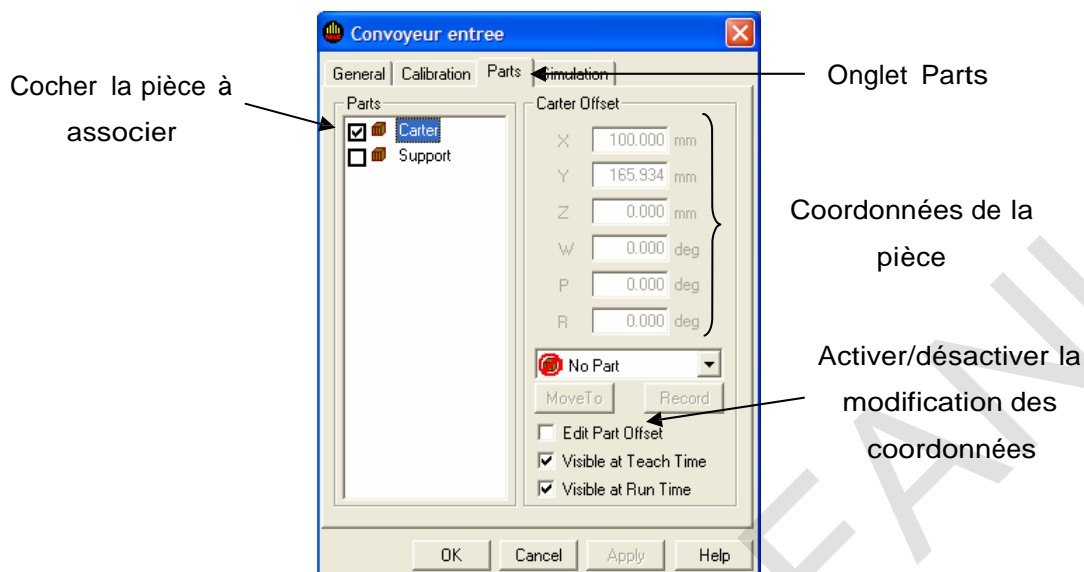 Convoyeur entree
General Calibration Parts Simulation
Onglet Parts
Cocher la pièce à
associer
Parts
Carter
Support
Carter Offset
X 100.000 mm
Y 165.934 mm
Z 0.000 mm
W 0.000 deg
P 0.000 deg
R 0.000 deg
Coordonnées de la
pièce
No Part
MoveTo Record
Edit Part Offset
Visible at Teach Time
Visible at Run Time
Activer/désactiver la
modification des
coordonnées
OK Cancel Apply Help